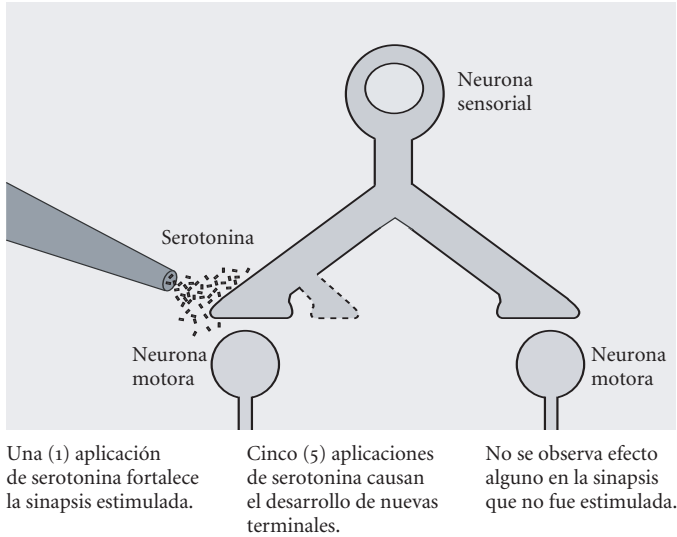 Neurona
sensorial
Serotonina
Neurona
motora
Neurona
motora
Una (1) aplicación
de serotonina fortalece
la sinapsis estimulada.
Cinco (5) aplicaciones
de serotonina causan
el desarrollo de nuevas
terminales.
No se observa efecto
alguno en la sinapsis
que no fue estimulada.